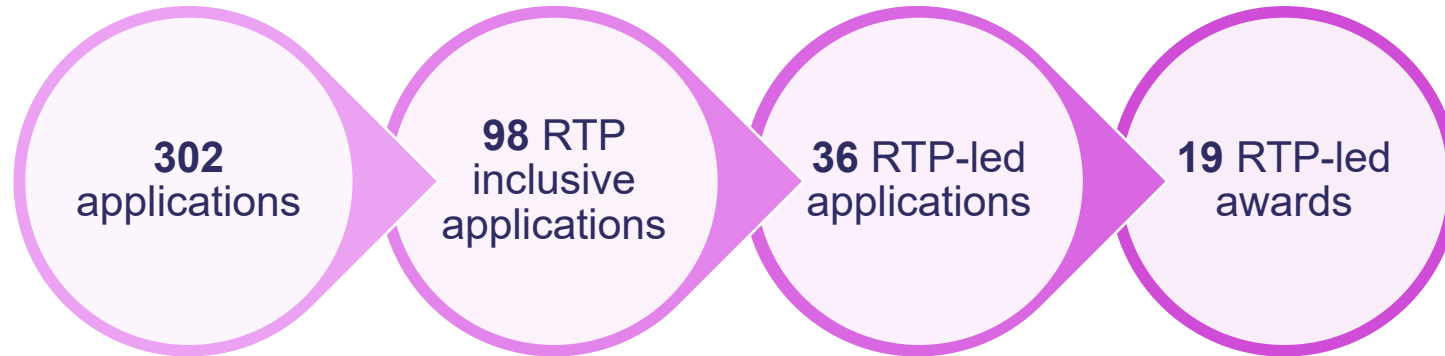 302
applications
98 RTP
inclusive
applications
36 RTP-led
applications
19 RTP-led
awards